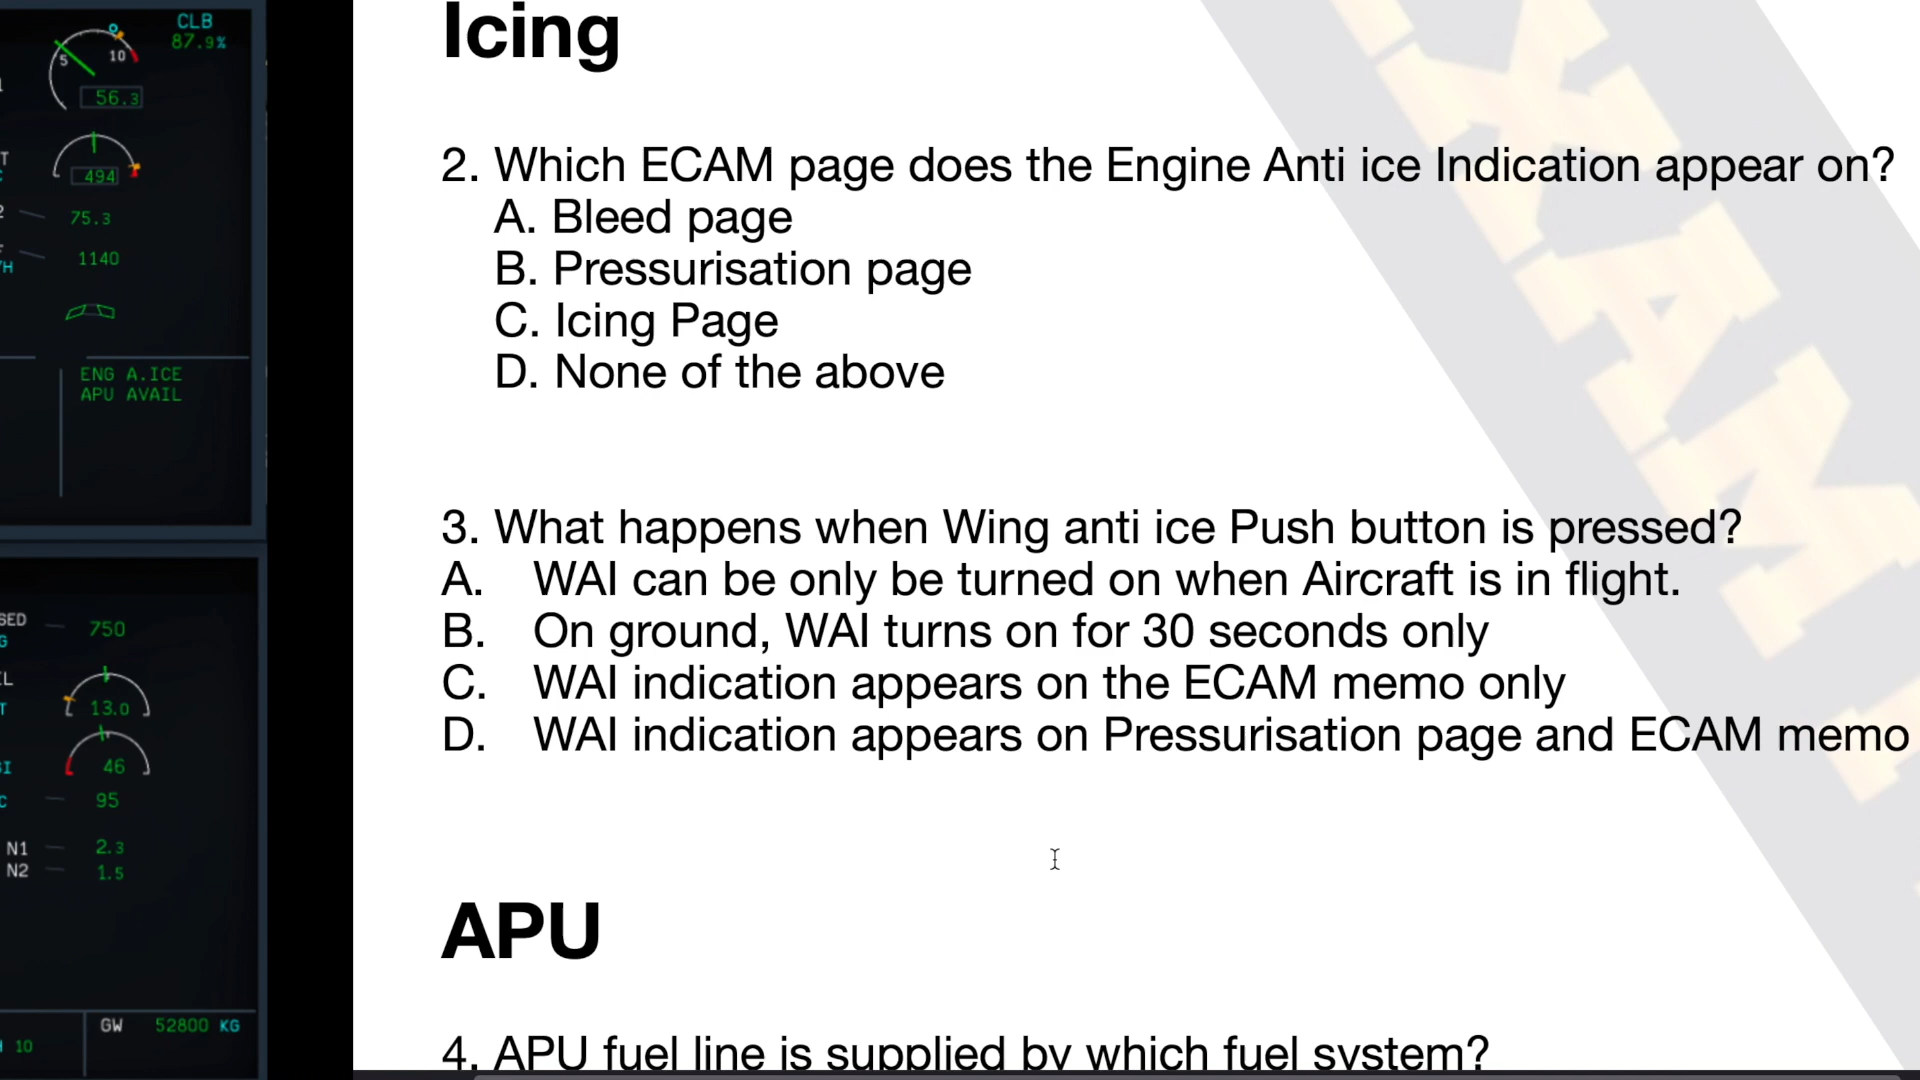 CLB
87.9%
5
10
56.3
494
75.3
1140
ENG A.ICE
APU AVAIL
750
13.0
46
95
N1
2.3
N2
1.5
GW 52800 KG
10
Icing
2. Which ECAM page does the Engine Anti ice Indication appear on?
A. Bleed page
B. Pressurisation page
C. Icing Page
D. None of the above
3. What happens when Wing anti ice Push button is pressed?
A. WAI can be only be turned on when Aircraft is in flight.
B. On ground, WAI turns on for 30 seconds only
C. WAI indication appears on the ECAM memo only
D. WAI indication appears on Pressurisation page and ECAM memo
APU
4. APU fuel line is supplied by which fuel system?